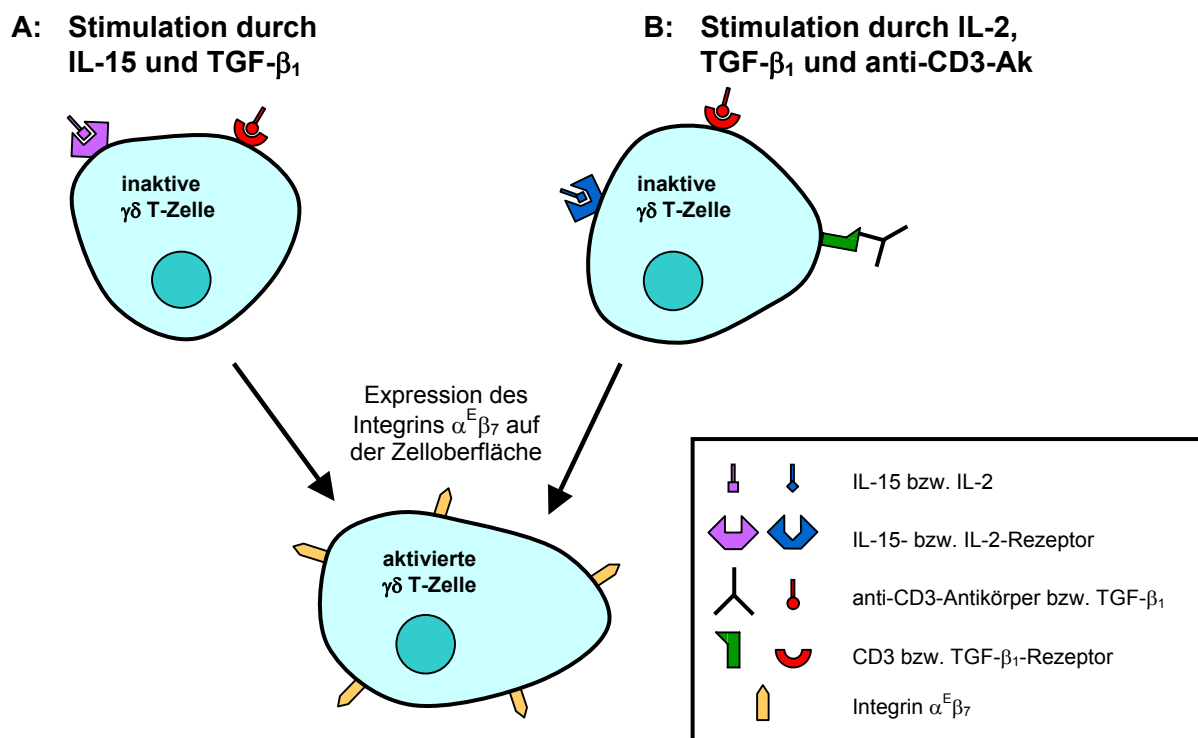 A: Stimulation durch
IL-15 und TGF-β₁
B: Stimulation durch IL-2,
TGF-β₁ und anti-CD3-Ak
inaktive
γδ T-Zelle
inaktive
γδ T-Zelle
Expression des
Integrins αᴱβ₇ auf
der Zelloberfläche
aktivierte
γδ T-Zelle
IL-15 bzw. IL-2
IL-15- bzw. IL-2-Rezeptor
anti-CD3-Antikörper bzw. TGF-β₁
CD3 bzw. TGF-β₁-Rezeptor
Integrin αᴱβ₇